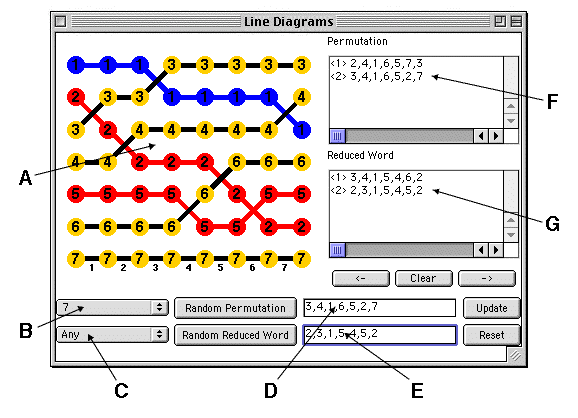 Line Diagrams
1 1 1 3 3 3 3 3
2 3 3 1 1 1 1 4
3 2 4 4 4 4 4 1
4 4 2 2 2 6 6 6
5 5 5 5 6 2 5 5
6 6 6 6 5 5 2 2
7 7 7 7 7 7 7 7
1 2 3 4 5 6 7
Permutation
<1> 2,4,1,6,5,7,3
<2> 3,4,1,6,5,2,7
Reduced Word
<1> 3,4,1,5,4,6,2
<2> 2,3,1,5,4,5,2
<- Clear ->
7 Random Permutation 3,4,1,6,5,2,7 Update
Any Random Reduced Word 2,3,1,5,4,5,2 Reset
A
B
C
D
E
F
G